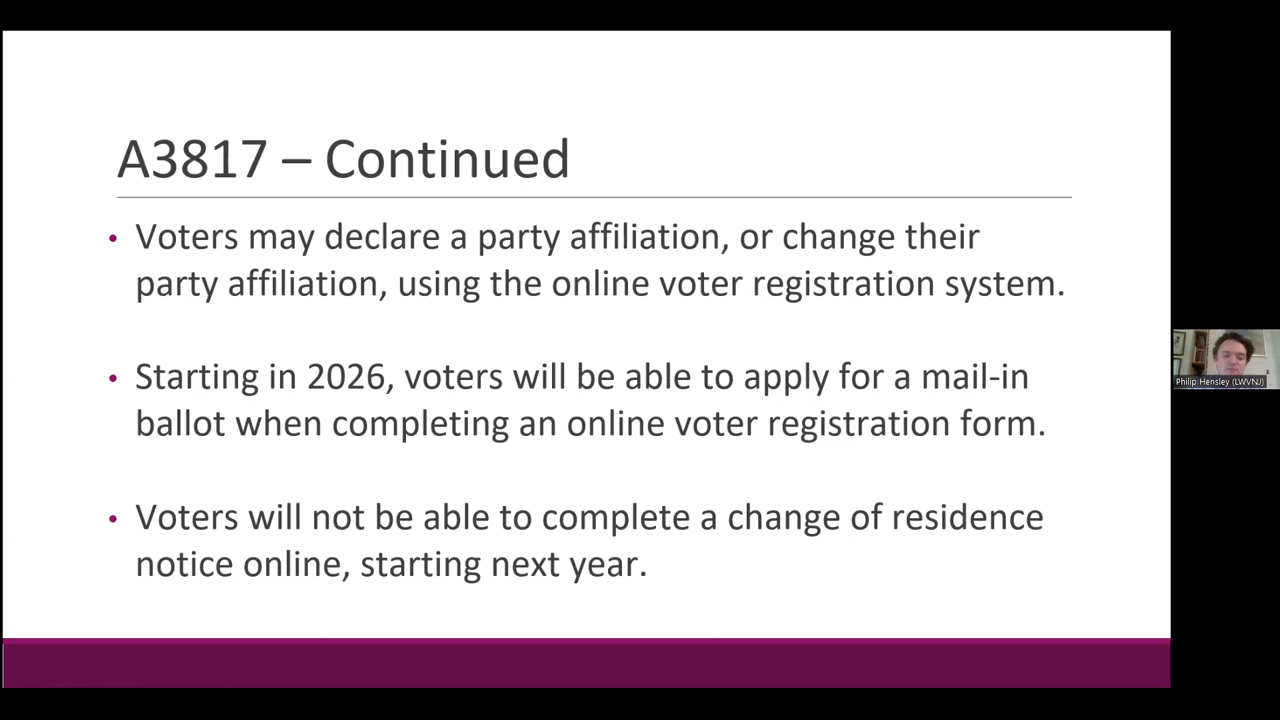 A3817 – Continued
• Voters may declare a party affiliation, or change their
party affiliation, using the online voter registration system.
• Starting in 2026, voters will be able to apply for a mail-in
ballot when completing an online voter registration form.
• Voters will not be able to complete a change of residence
notice online, starting next year.
Philip Hensley (LWVNJ)